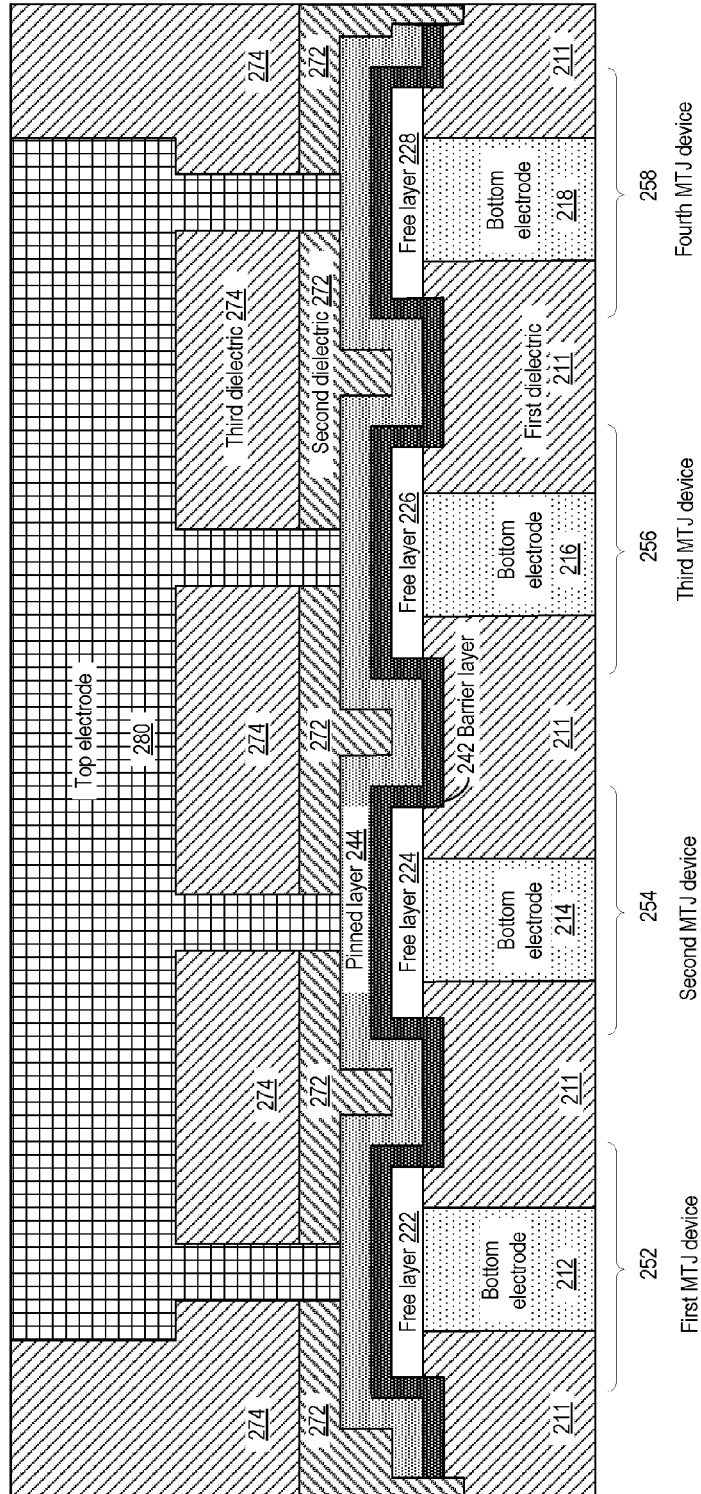 Top electrode
280
274
274
274
Third dielectric 274
274
272
272
272
Second dielectric 272
272
Pinned layer 244
Free layer 222
Free layer 224
Free layer 226
Free layer 228
242 Barrier layer
211
Bottom
electrode
212
211
Bottom
electrode
214
211
Bottom
electrode
216
First dielectric
211
Bottom
electrode
218
211
252
254
256
258
First MTJ device
Second MTJ device
Third MTJ device
Fourth MTJ device